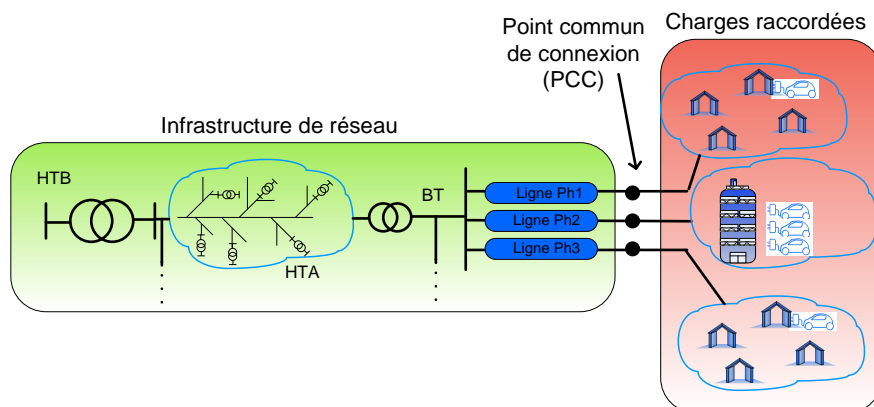 Point commun
de connexion
(PCC)
Charges raccordées
Infrastructure de réseau
HTB
BT
Ligne Ph1
Ligne Ph2
Ligne Ph3
HTA